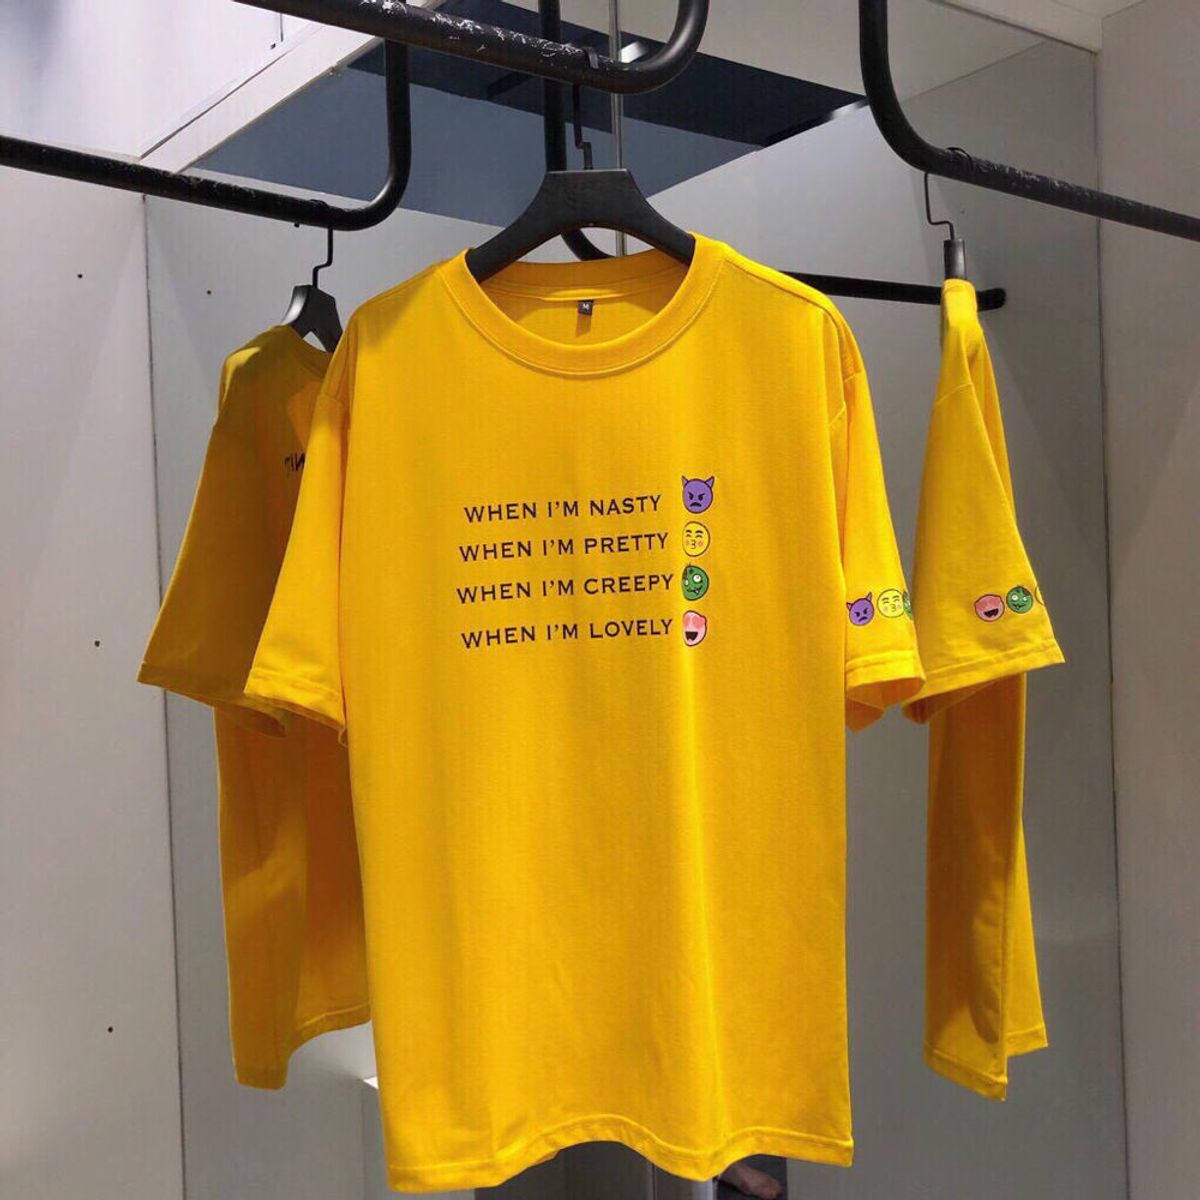 M
WHEN I'M NASTY
WHEN I'M PRETTY
WHEN I'M CREEPY
WHEN I'M LOVELY